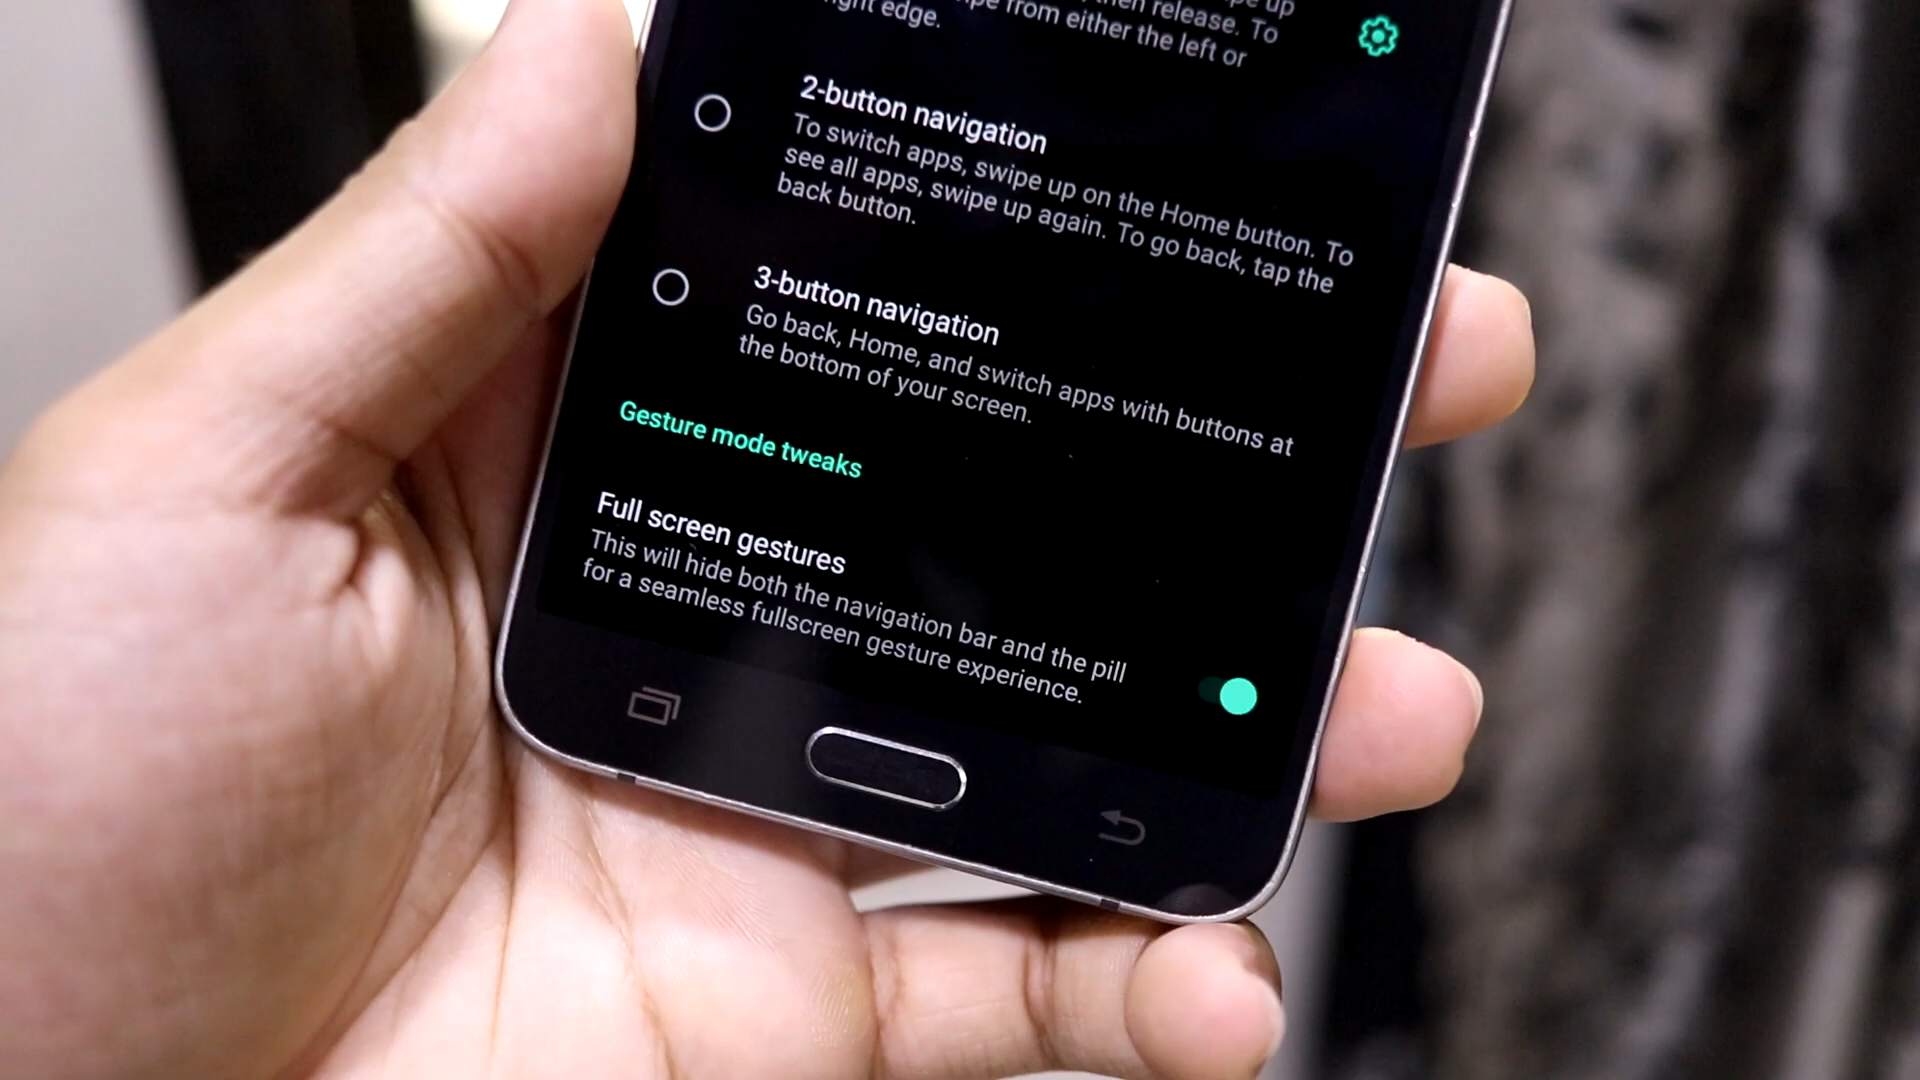 up
then release. To
from either the left or
right edge.
2-button navigation
To switch apps, swipe up on the Home button. To
see all apps, swipe up again. To go back, tap the
back button.
3-button navigation
Go back, Home, and switch apps with buttons at
the bottom of your screen.
Gesture mode tweaks
Full screen gestures
This will hide both the navigation bar and the pill
for a seamless fullscreen gesture experience.